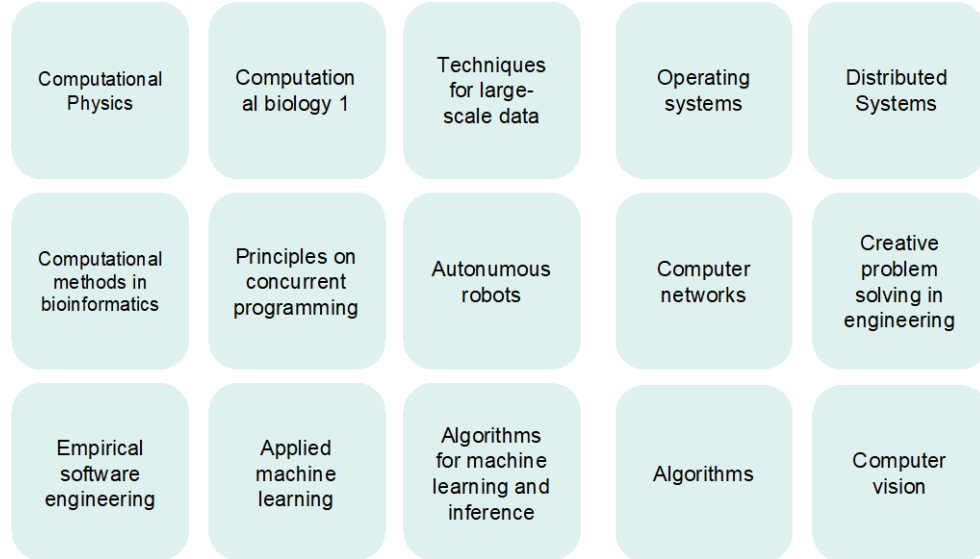 Computational
Physics
Computation
al biology 1
Techniques
for large-
scale data
Operating
systems
Distributed
Systems
Computational
methods in
bioinformatics
Principles on
concurrent
programming
Autonumous
robots
Computer
networks
Creative
problem
solving in
engineering
Empirical
software
engineering
Applied
machine
learning
Algorithms
for machine
learning and
inference
Algorithms
Computer
vision